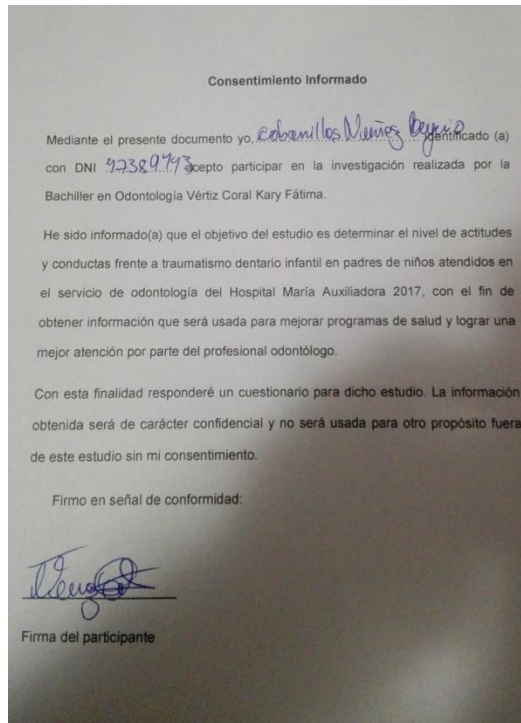 Consentimiento Informado
Mediante el presente documento yo, Núñez identificado (a)
con DNI acepto participar en la investigación realizada por la
Bachiller en Odontología Vértiz Coral Kary Fátima.
He sido informado(a) que el objetivo del estudio es determinar el nivel de actitudes
y conductas frente a traumatismo dentario infantil en padres de niños atendidos en
el servicio de odontología del Hospital María Auxiliadora 2017, con el fin de
obtener información que será usada para mejorar programas de salud y lograr una
mejor atención por parte del profesional odontólogo.
Con esta finalidad responderé un cuestionario para dicho estudio. La información
obtenida será de carácter confidencial y no será usada para otro propósito fuera
de este estudio sin mi consentimiento.
Firmo en señal de conformidad:
Firma del participante